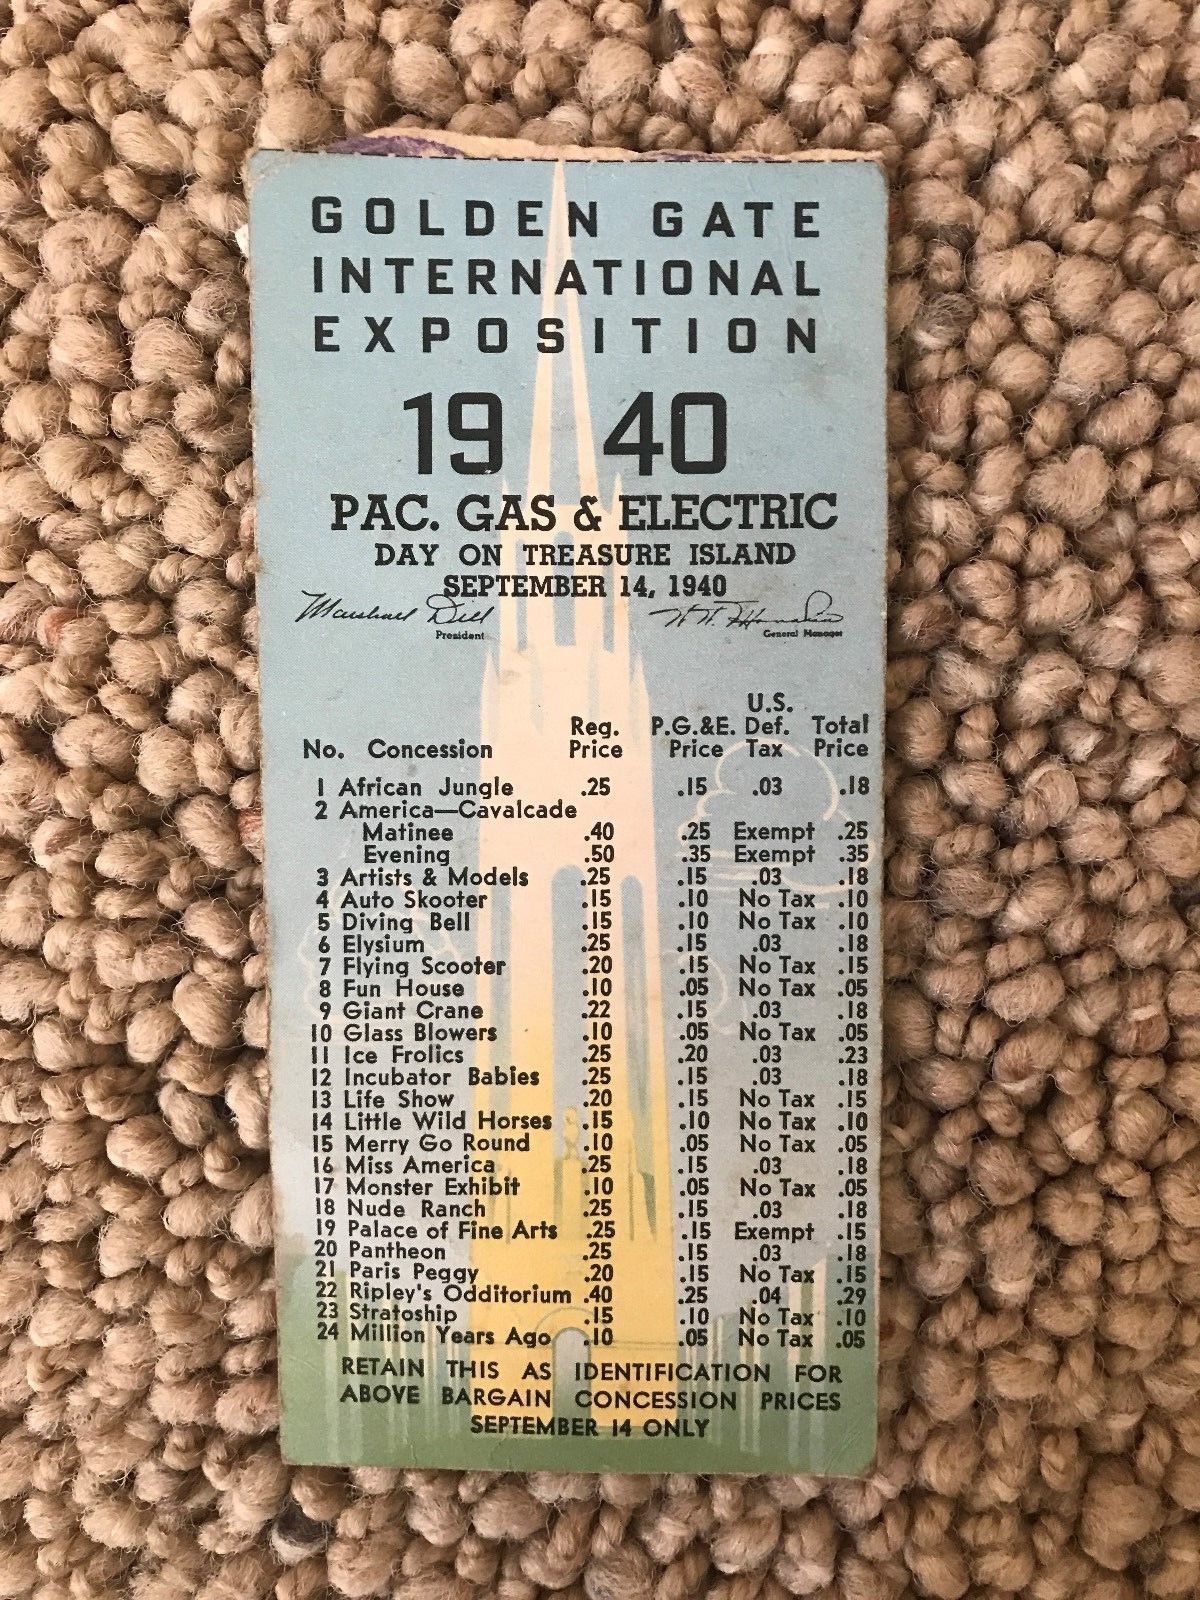 GOLDEN GATE
INTERNATIONAL
EXPOSITION
1940
PAC. GAS & ELECTRIC
DAY ON TREASURE ISLAND
SEPTEMBER 14, 1940
Marshall Dill
President General Manager
U.S.
Reg. P.G.&E. Def. Total
No. Concession Price Price Tax Price
1 African Jungle .25 .15 .03 .18
2 America—Cavalcade
Matinee .40 .25 Exempt .25
Evening .50 .35 Exempt .35
3 Artists & Models .25 .15 .03 .18
4 Auto Skooter .15 .10 No Tax .10
5 Diving Bell .15 .10 No Tax .10
6 Elysium .25 .15 .03 .18
7 Flying Scooter .20 .15 No Tax .15
8 Fun House .10 .05 No Tax .05
9 Giant Crane .22 .15 .03 .18
10 Glass Blowers .10 .05 No Tax .05
11 Ice Frolics .25 .20 .03 .23
12 Incubator Babies .25 .15 .03 .18
13 Life Show .20 .15 No Tax .15
14 Little Wild Horses .15 .10 No Tax .10
15 Merry Go Round .10 .05 No Tax .05
16 Miss America .25 .15 .03 .18
17 Monster Exhibit .10 .05 No Tax .05
18 Nude Ranch .25 .15 .03 .18
19 Palace of Fine Arts .25 .15 Exempt .15
20 Pantheon .25 .15 .03 .18
21 Paris Peggy .20 .15 No Tax .15
22 Ripley's Odditorium .40 .25 .04 .29
23 Stratoship .15 .10 No Tax .10
24 Million Years Ago .10 .05 No Tax .05
RETAIN THIS AS IDENTIFICATION FOR
ABOVE BARGAIN CONCESSION PRICES
SEPTEMBER 14 ONLY